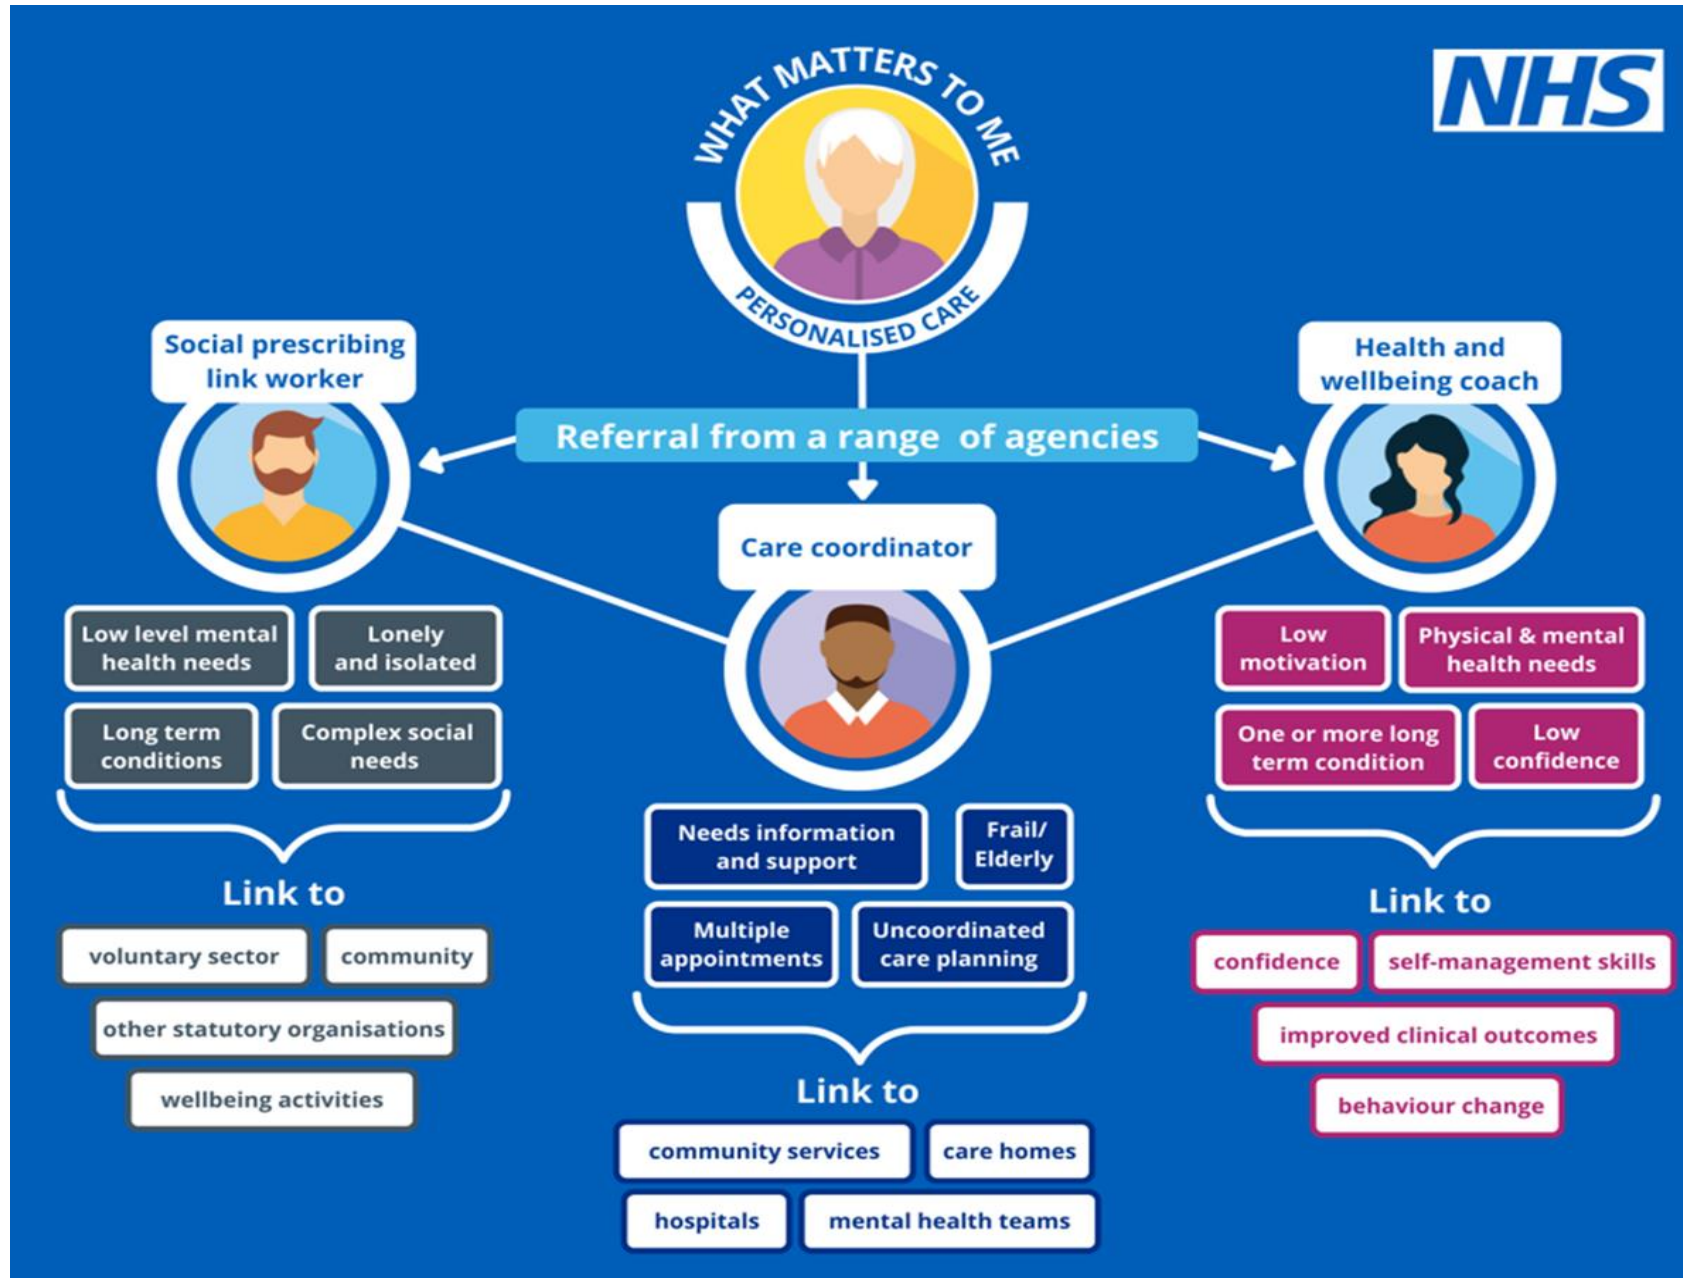 WHAT MATTERS TO ME
NHS
PERSONALISED CARE
Referral from a range of agencies
Social prescribing
link worker
Low level mental
health needs
Lonely
and isolated
Long term
conditions
Complex social
needs
Link to
voluntary sector
community
other statutory organisations
wellbeing activities
Care coordinator
Needs information
and support
Frail/
Elderly
Multiple
appointments
Uncoordinated
care planning
Link to
community services
care homes
hospitals
mental health teams
Health and
wellbeing coach
Low
motivation
Physical & mental
health needs
One or more long
term condition
Low
confidence
Link to
confidence
self-management skills
improved clinical outcomes
behaviour change